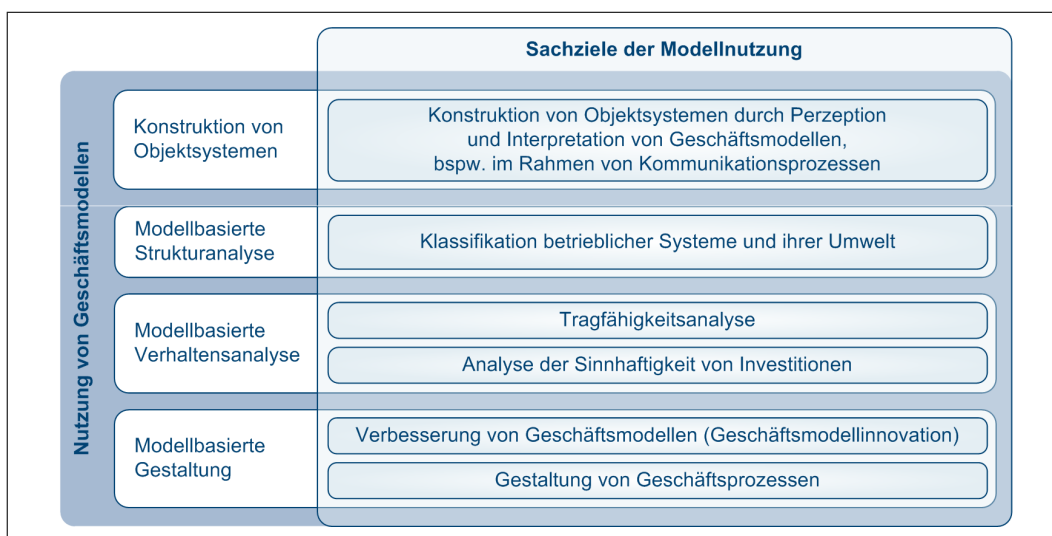 Sachziele der Modellnutzung
Nutzung von Geschäftsmodellen
Konstruktion von
Objektsystemen
Konstruktion von Objektsystemen durch Perzeption
und Interpretation von Geschäftsmodellen,
bspw. im Rahmen von Kommunikationsprozessen
Modellbasierte
Strukturanalyse
Klassifikation betrieblicher Systeme und ihrer Umwelt
Modellbasierte
Verhaltensanalyse
Tragfähigkeitsanalyse
Analyse der Sinnhaftigkeit von Investitionen
Modellbasierte
Gestaltung
Verbesserung von Geschäftsmodellen (Geschäftsmodellinnovation)
Gestaltung von Geschäftsprozessen